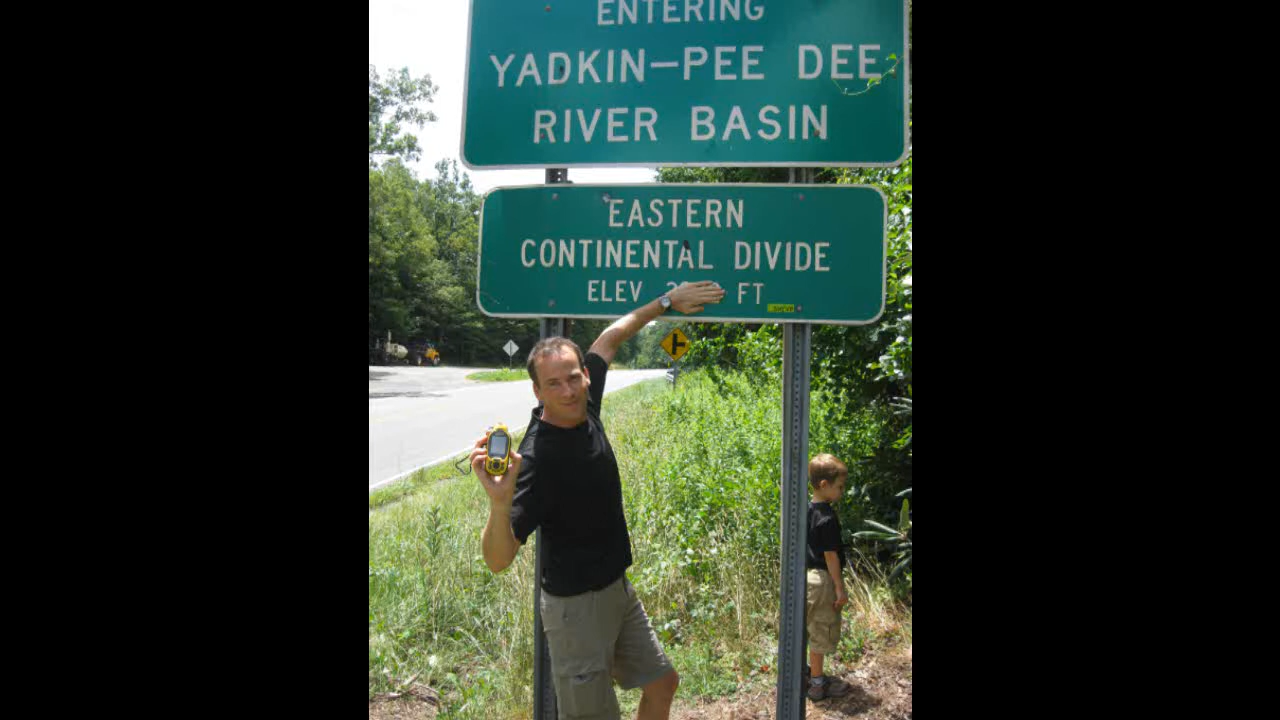 ENTERING
YADKIN-PEE DEE
RIVER BASIN
EASTERN
CONTINENTAL DIVIDE
ELEV FT